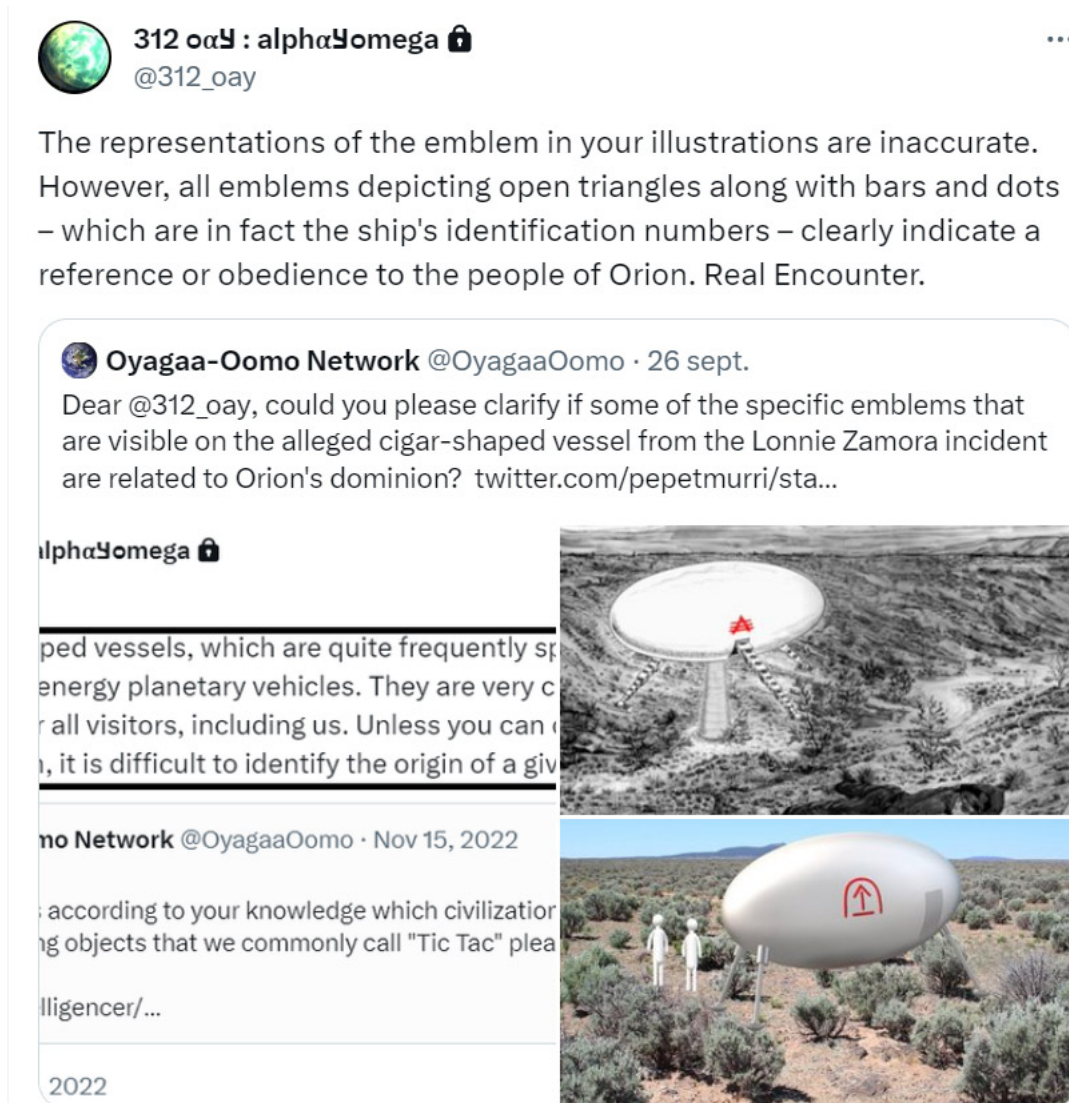 312 oαY : alphαYomega
@312_oay
The representations of the emblem in your illustrations are inaccurate.
However, all emblems depicting open triangles along with bars and dots
– which are in fact the ship's identification numbers – clearly indicate a
reference or obedience to the people of Orion. Real Encounter.
Oyagaa-Oomo Network @OyagaaOomo · 26 sept.
Dear @312_oay, could you please clarify if some of the specific emblems that
are visible on the alleged cigar-shaped vessel from the Lonnie Zamora incident
are related to Orion's dominion? twitter.com/pepetmurri/sta...
lphαYomega
ped vessels, which are quite frequently sp
energy planetary vehicles. They are very c
r all visitors, including us. Unless you can
, it is difficult to identify the origin of a giv
mo Network @OyagaaOomo · Nov 15, 2022
according to your knowledge which civilization
ng objects that we commonly call "Tic Tac" plea
lligencer/...
2022